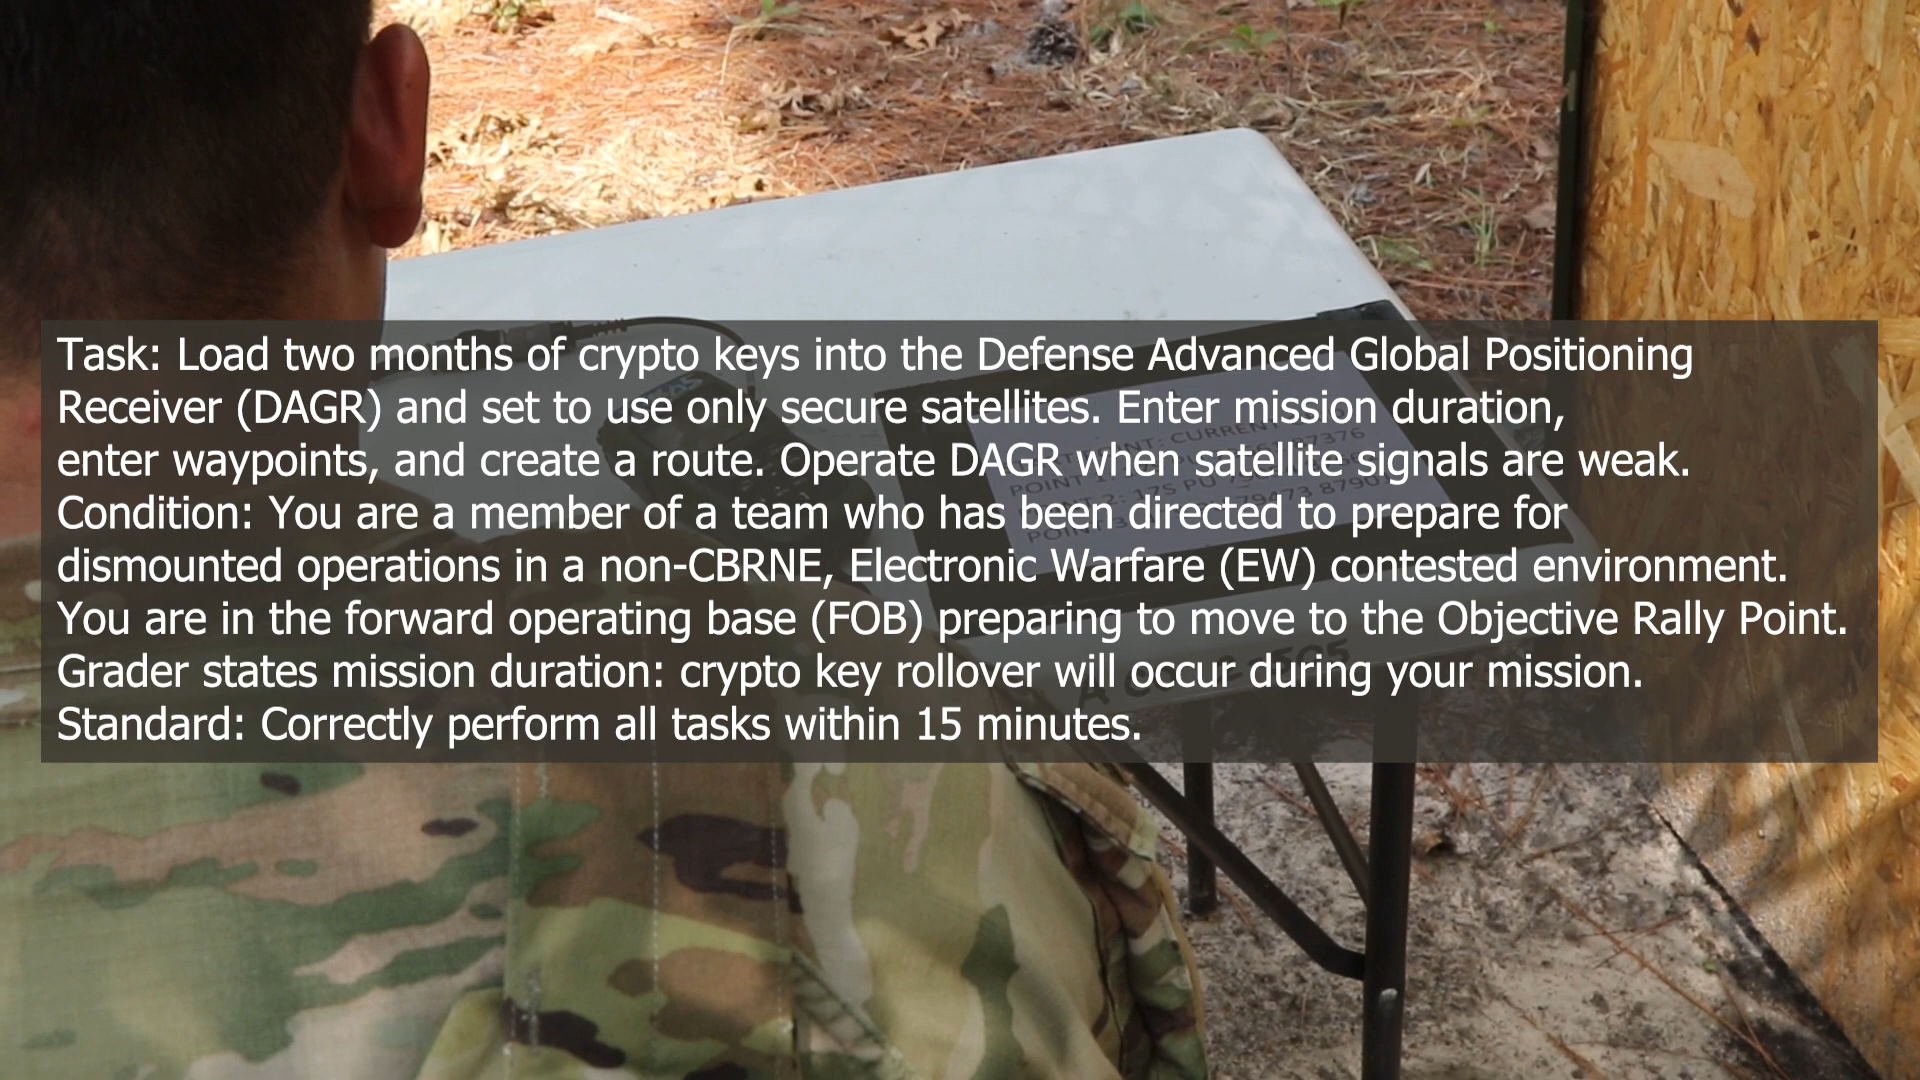 Task: Load two months of crypto keys into the Defense Advanced Global Positioning
Receiver (DAGR) and set to use only secure satellites. Enter mission duration,
enter waypoints, and create a route. Operate DAGR when satellite signals are weak.
Condition: You are a member of a team who has been directed to prepare for
dismounted operations in a non-CBRNE, Electronic Warfare (EW) contested environment.
You are in the forward operating base (FOB) preparing to move to the Objective Rally Point.
Grader states mission duration: crypto key rollover will occur during your mission.
Standard: Correctly perform all tasks within 15 minutes.